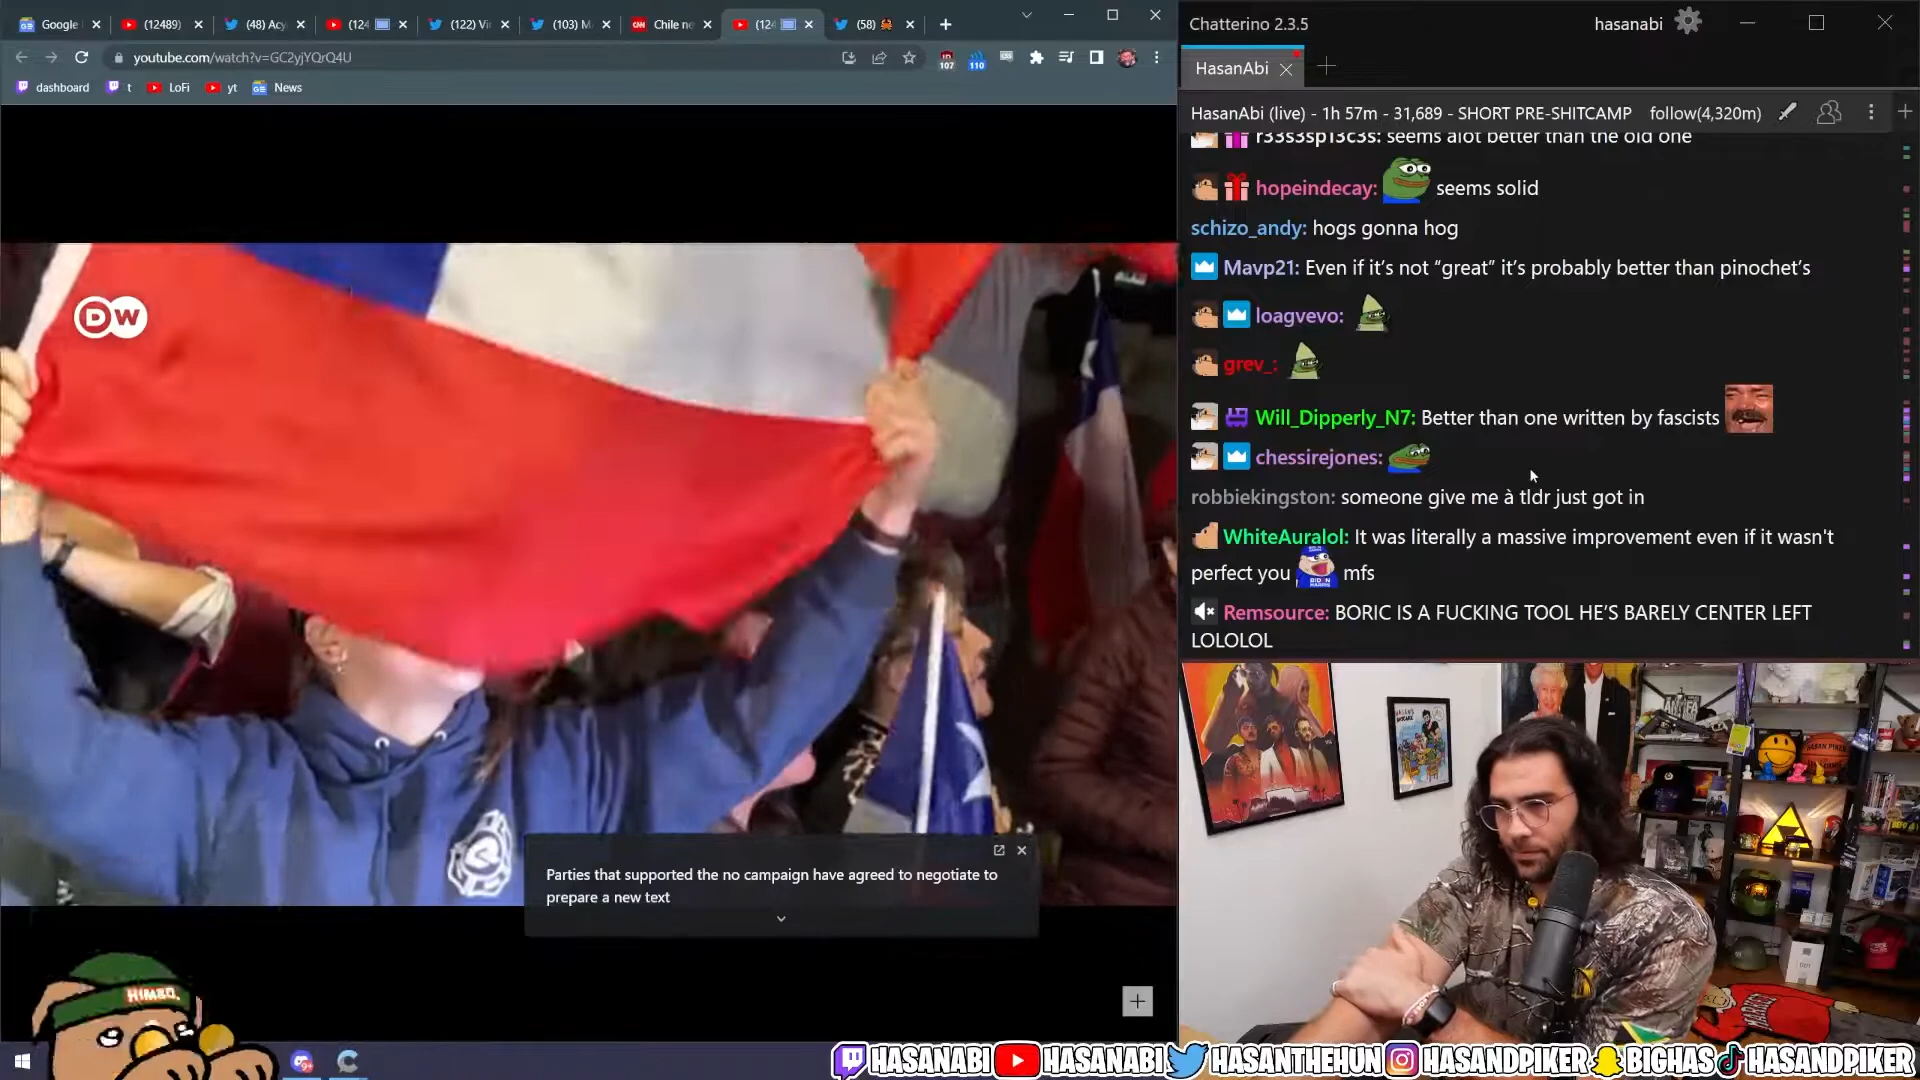 Google
(12489)
(48) Acy
(124
(122) Vi
(103) M
Chile ne
(124
(58)
youtube.com/watch?v=GC2yjYQrQ4U
107
110
dashboard
t
LoFi
yt
News
DW
Parties that supported the no campaign have agreed to negotiate to
prepare a new text
HIMBO.
Chatterino 2.3.5
hasanabi
HasanAbi
HasanAbi (live) - 1h 57m - 31,689 - SHORT PRE-SHITCAMP
follow(4,320m)
r33s3sp13c3s: seems alot better than the old one
hopeindecay: seems solid
schizo_andy: hogs gonna hog
Mavp21: Even if it’s not “great” it’s probably better than pinochet’s
loagvevo:
grev_:
Will_Dipperly_N7: Better than one written by fascists
chessirejones:
robbiekingston: someone give me à tldr just got in
WhiteAuralol: It was literally a massive improvement even if it wasn't
perfect you mfs
Remsource: BORIC IS A FUCKING TOOL HE’S BARELY CENTER LEFT
LOLOLOL
HASANABI HASANABI HASANTHEHUN HASANDPIKER BIGHAS HASANDPIKER